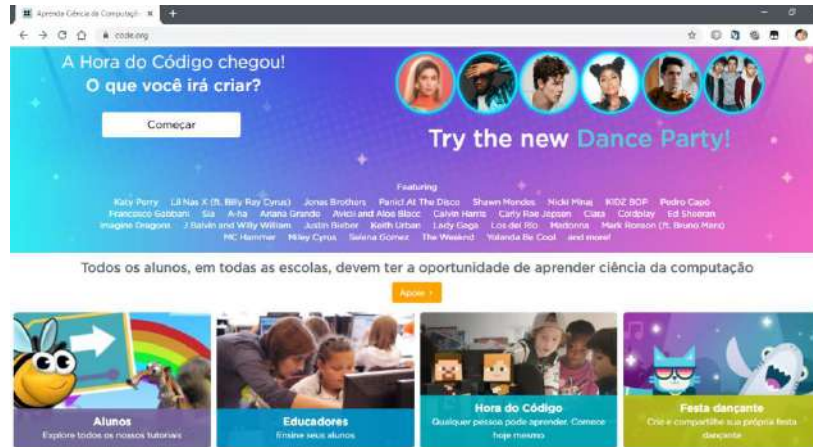 Aprenda Ciência da Computaçã
code.org
A Hora do Código chegou!
O que você irá criar?
Começar
Try the new Dance Party!
Featuring
Katy Perry Lil Nas X (ft. Billy Ray Cyrus) Jonas Brothers Panic! At The Disco Shawn Mendes Nicki Minaj KIDZ BOP Pedro Capó
Francesco Gabbani Sia A-ha Ariana Grande Avicii and Aloe Blacc Calvin Harris Carly Rae Jepsen Ciara Coldplay Ed Sheeran
Imagine Dragons J Balvin and Willy William Justin Bieber Keith Urban Lady Gaga Los del Rio Madonna Mark Ronson (ft. Bruno Mars)
MC Hammer Miley Cyrus Selena Gomez The Weeknd Yolanda Be Cool and more!
Todos os alunos, em todas as escolas, devem ter a oportunidade de aprender ciência da computação
Apoie >
Alunos
Explore todos os nossos tutoriais
Educadores
Ensine seus alunos
Hora do Código
Qualquer pessoa pode aprender. Comece
hoje mesmo
Festa dançante
Crie e compartilhe sua própria festa
dançante